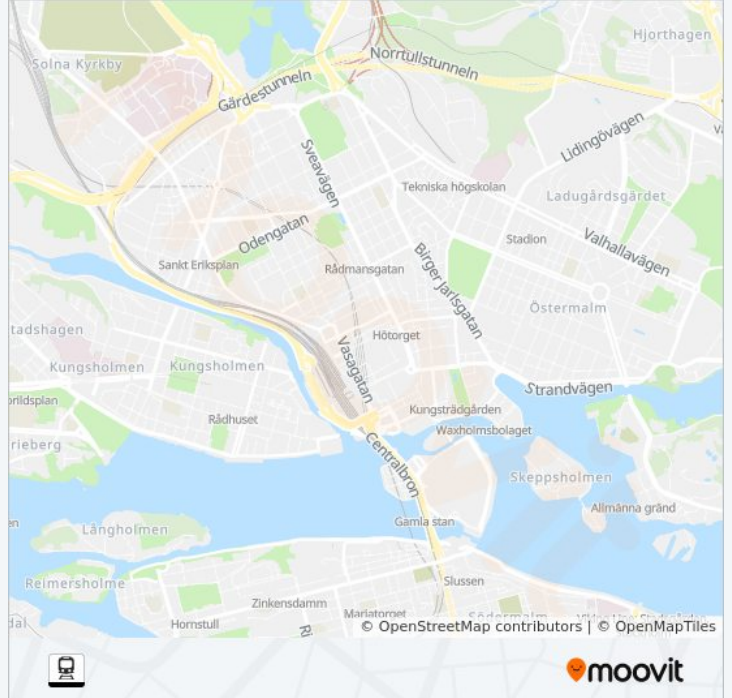 Hjorthagen
Norrtullstunneln
Solna Kyrkby
Gärdestunneln
Lidingövägen
Sveavägen
Tekniska högskolan
Ladugårdsgärdet
Odengatan
Stadion
Valhallavägen
Sankt Eriksplan
Rådmansgatan
Birger Jarlsgatan
Östermalm
tadshagen
Hötorget
Vasagatan
Kungsholmen
Kungsholmen
Strandvägen
Kungsträdgården
Rådhuset
Waxholmsbolaget
rieberg
Centralbron
Skeppsholmen
Allmänna gränd
Gamla stan
Långholmen
Reimersholme
Slussen
Zinkensdamm
Mariatorget
Södermalm
Hornstull
dal
Ri
© OpenStreetMap contributors | © OpenMapTiles
moovit